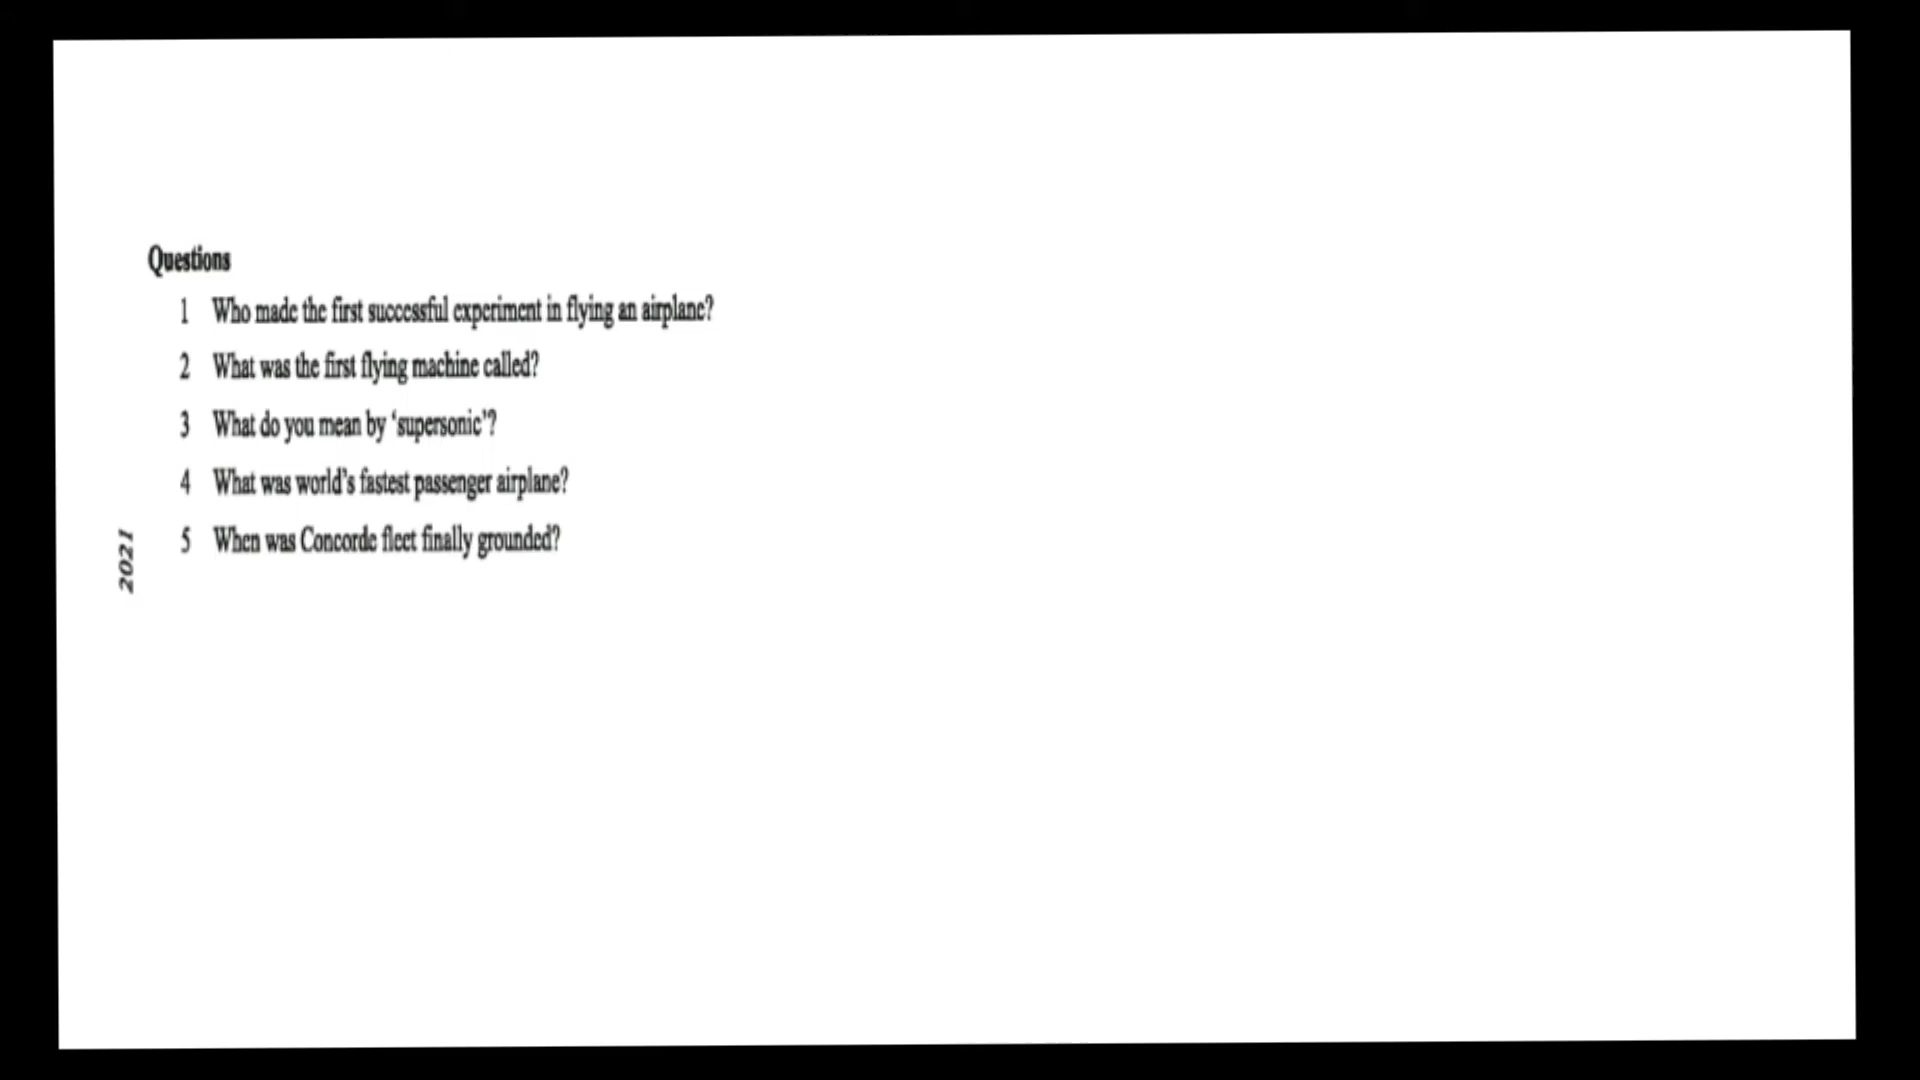 Questions
1 Who made the first successful experiment in flying an airplane?
2 What was the first flying machine called?
3 What do you mean by ‘supersonic’?
4 What was world’s fastest passenger airplane?
5 When was Concorde fleet finally grounded?
2021